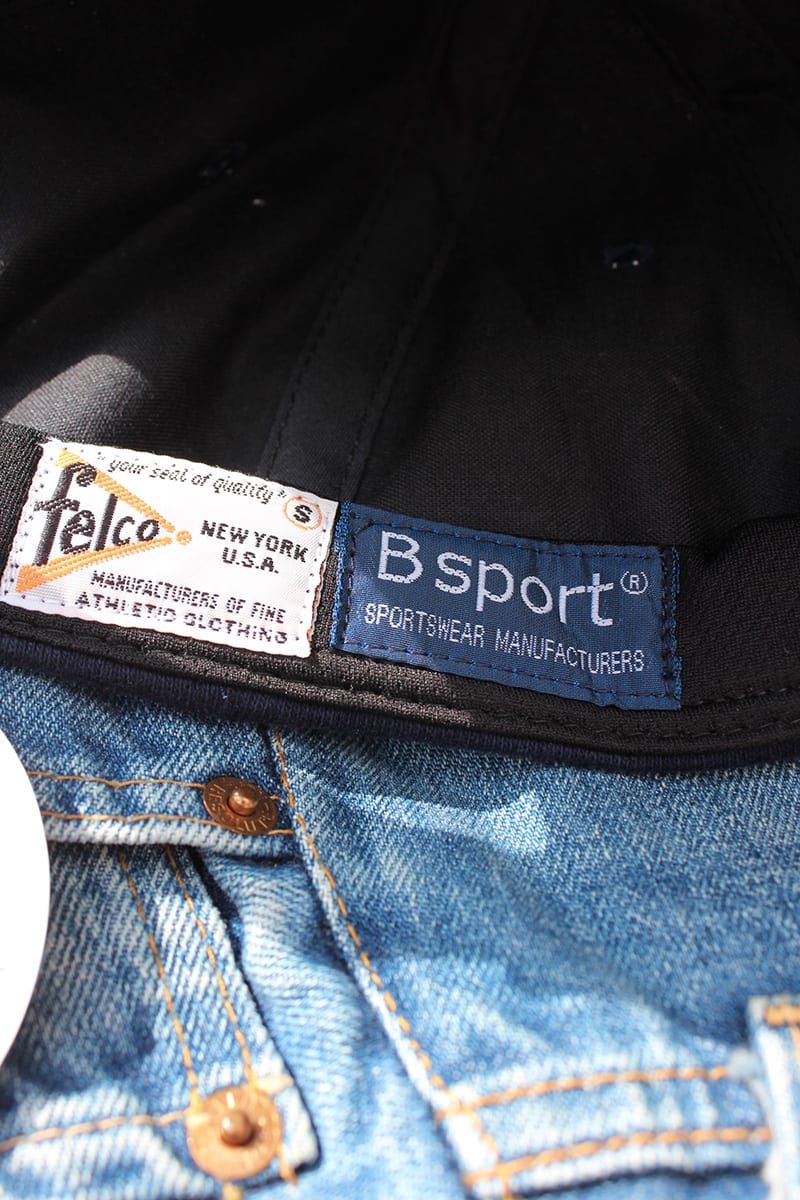 "your seal of quality"
S
felco
NEW YORK
U.S.A.
MANUFACTURERS OF FINE
ATHLETIC CLOTHING
B sport®
SPORTSWEAR MANUFACTURERS